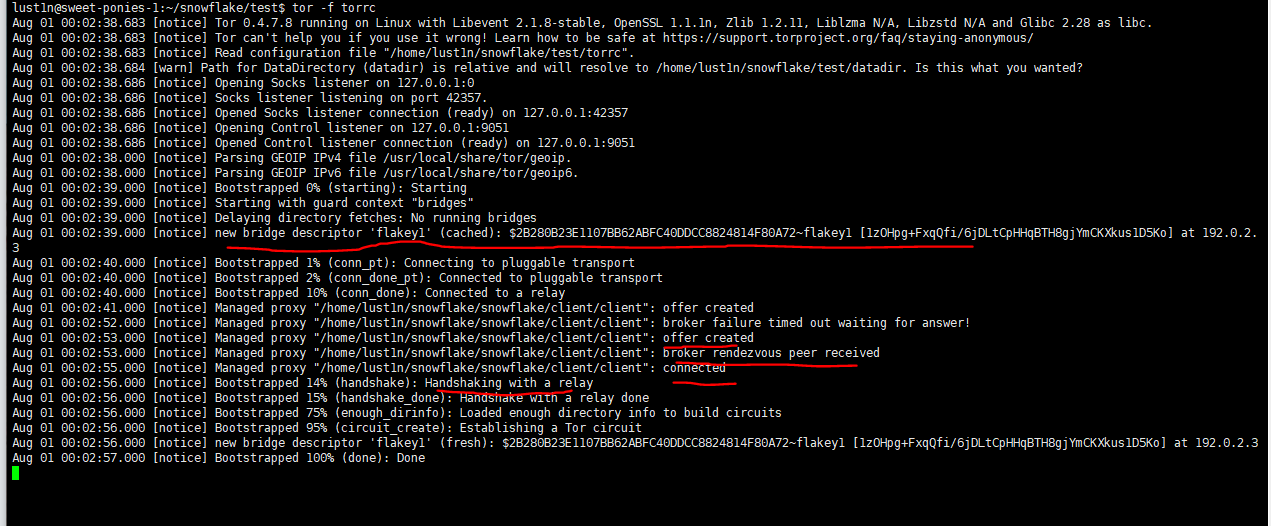 lust1n@sweet-ponies-1:~/snowflake/test$ tor -f torrc
Aug 01 00:02:38.683 [notice] Tor 0.4.7.8 running on Linux with Libevent 2.1.8-stable, OpenSSL 1.1.1n, Zlib 1.2.11, Liblzma N/A, Libzstd N/A and Glibc 2.28 as libc.
Aug 01 00:02:38.683 [notice] Tor can't help you if you use it wrong! Learn how to be safe at https://support.torproject.org/faq/staying-anonymous/
Aug 01 00:02:38.683 [notice] Read configuration file "/home/lust1n/snowflake/test/torrc".
Aug 01 00:02:38.684 [warn] Path for DataDirectory (datadir) is relative and will resolve to /home/lust1n/snowflake/test/datadir. Is this what you wanted?
Aug 01 00:02:38.686 [notice] Opening Socks listener on 127.0.0.1:0
Aug 01 00:02:38.686 [notice] Socks listener listening on port 42357.
Aug 01 00:02:38.686 [notice] Opened Socks listener connection (ready) on 127.0.0.1:42357
Aug 01 00:02:38.686 [notice] Opening Control listener on 127.0.0.1:9051
Aug 01 00:02:38.686 [notice] Opened Control listener connection (ready) on 127.0.0.1:9051
Aug 01 00:02:38.000 [notice] Parsing GEOIP IPv4 file /usr/local/share/tor/geoip.
Aug 01 00:02:38.000 [notice] Parsing GEOIP IPv6 file /usr/local/share/tor/geoip6.
Aug 01 00:02:39.000 [notice] Bootstrapped 0% (starting): Starting
Aug 01 00:02:39.000 [notice] Starting with guard context "bridges"
Aug 01 00:02:39.000 [notice] Delaying directory fetches: No running bridges
Aug 01 00:02:39.000 [notice] new bridge descriptor 'flakey1' (cached): $2B280B23E1107BB62ABFC40DDCC8824814F80A72~flakey1 [1zOHpg+FxqQfi/6jDLtCpHHqBTH8gjYmCKXkus1D5Ko] at 192.0.2.
3
Aug 01 00:02:40.000 [notice] Bootstrapped 1% (conn_pt): Connecting to pluggable transport
Aug 01 00:02:40.000 [notice] Bootstrapped 2% (conn_done_pt): Connected to pluggable transport
Aug 01 00:02:40.000 [notice] Bootstrapped 10% (conn_done): Connected to a relay
Aug 01 00:02:41.000 [notice] Managed proxy "/home/lust1n/snowflake/snowflake/client/client": offer created
Aug 01 00:02:52.000 [notice] Managed proxy "/home/lust1n/snowflake/snowflake/client/client": broker failure timed out waiting for answer!
Aug 01 00:02:53.000 [notice] Managed proxy "/home/lust1n/snowflake/snowflake/client/client": offer created
Aug 01 00:02:53.000 [notice] Managed proxy "/home/lust1n/snowflake/snowflake/client/client": broker rendezvous peer received
Aug 01 00:02:55.000 [notice] Managed proxy "/home/lust1n/snowflake/snowflake/client/client": connected
Aug 01 00:02:56.000 [notice] Bootstrapped 14% (handshake): Handshaking with a relay
Aug 01 00:02:56.000 [notice] Bootstrapped 15% (handshake_done): Handshake with a relay done
Aug 01 00:02:56.000 [notice] Bootstrapped 75% (enough_dirinfo): Loaded enough directory info to build circuits
Aug 01 00:02:56.000 [notice] Bootstrapped 95% (circuit_create): Establishing a Tor circuit
Aug 01 00:02:56.000 [notice] new bridge descriptor 'flakey1' (fresh): $2B280B23E1107BB62ABFC40DDCC8824814F80A72~flakey1 [1zOHpg+FxqQfi/6jDLtCpHHqBTH8gjYmCKXkus1D5Ko] at 192.0.2.3
Aug 01 00:02:57.000 [notice] Bootstrapped 100% (done): Done